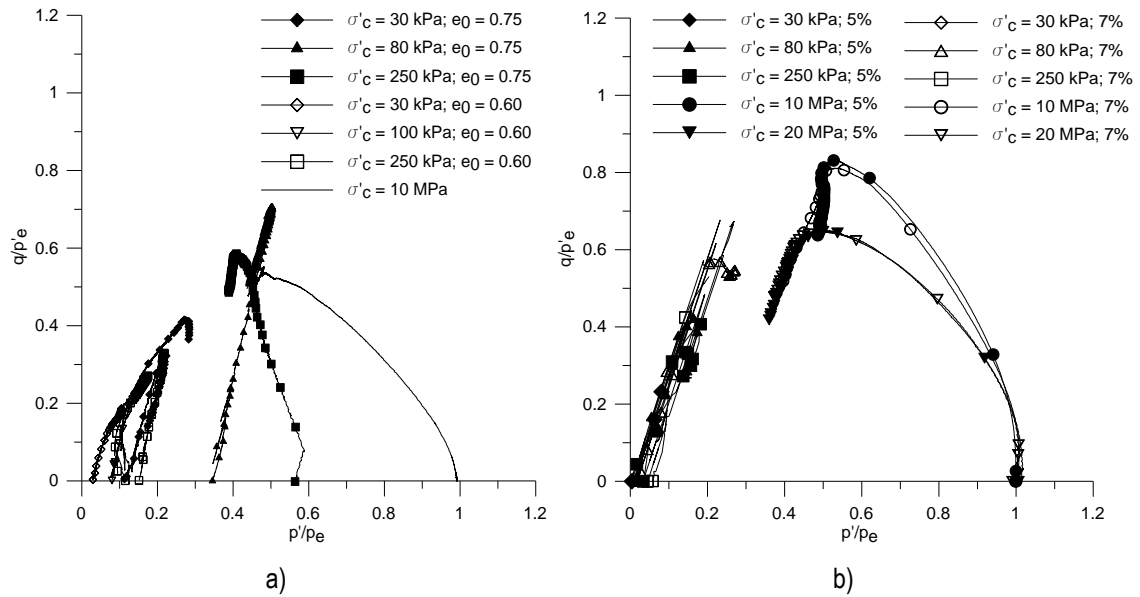 σ'c = 30 kPa; e0 = 0.75
σ'c = 80 kPa; e0 = 0.75
σ'c = 250 kPa; e0 = 0.75
σ'c = 30 kPa; e0 = 0.60
σ'c = 100 kPa; e0 = 0.60
σ'c = 250 kPa; e0 = 0.60
σ'c = 10 MPa
1.2
1
0.8
0.6
0.4
0.2
0
q/p'e
0 0.2 0.4 0.6 0.8 1 1.2
p'/pe
a)
σ'c = 30 kPa; 5%
σ'c = 80 kPa; 5%
σ'c = 250 kPa; 5%
σ'c = 10 MPa; 5%
σ'c = 20 MPa; 5%
σ'c = 30 kPa; 7%
σ'c = 80 kPa; 7%
σ'c = 250 kPa; 7%
σ'c = 10 MPa; 7%
σ'c = 20 MPa; 7%
1.2
1
0.8
0.6
0.4
0.2
0
q/p'e
0 0.2 0.4 0.6 0.8 1 1.2
p'/pe
b)